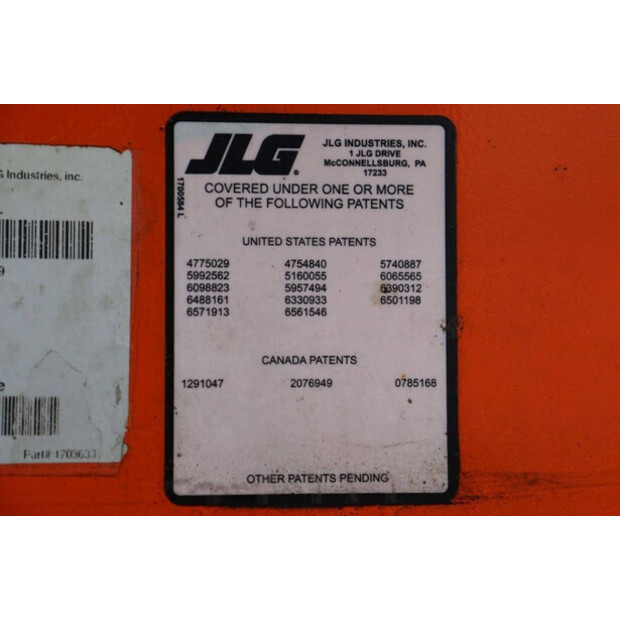 JLG
JLG INDUSTRIES, INC.
1 JLG DRIVE
McCONNELLSBURG, PA
17233
1700584 L
COVERED UNDER ONE OR MORE
OF THE FOLLOWING PATENTS
UNITED STATES PATENTS
4775029 4754840 5740887
5992562 5160055 6065565
6098823 5957494 6390312
6488161 6330933 6501198
6571913 6561546
CANADA PATENTS
1291047 2076949 0785168
OTHER PATENTS PENDING
G Industries, inc.
9
e
Part# 1703633